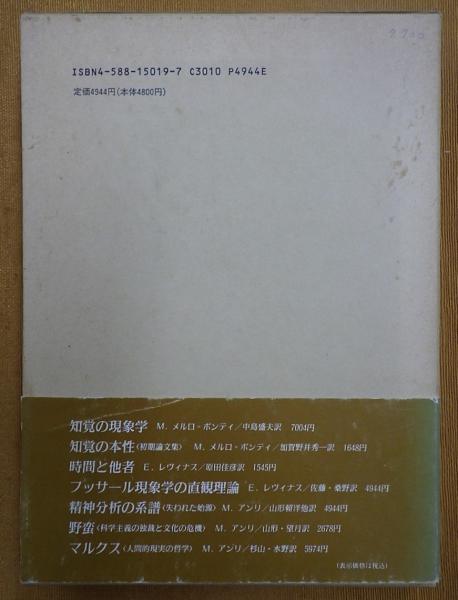 2200
ISBN4-588-15019-7 C3010 P4944E
定価4944円(本体4800円)
知覚の現象学 M. メルロ・ポンティ/中島盛夫訳 7004円
知覚の本性〈初期論文集〉 M. メルロ・ポンティ/加賀野井秀一訳 1648円
時間と他者 E. レヴィナス/原田佳彦訳 1545円
フッサール現象学の直観理論 E. レヴィナス/佐藤・桑野訳 4944円
精神分析の系譜〈失われた始源〉 M. アンリ/山形頼洋他訳 4944円
野蛮〈科学主義の独裁と文化の危機〉 M. アンリ/山形・望月訳 2678円
マルクス〈人間的現実の哲学〉 M. アンリ/杉山・水野訳 5974円
(表示価格は税込)